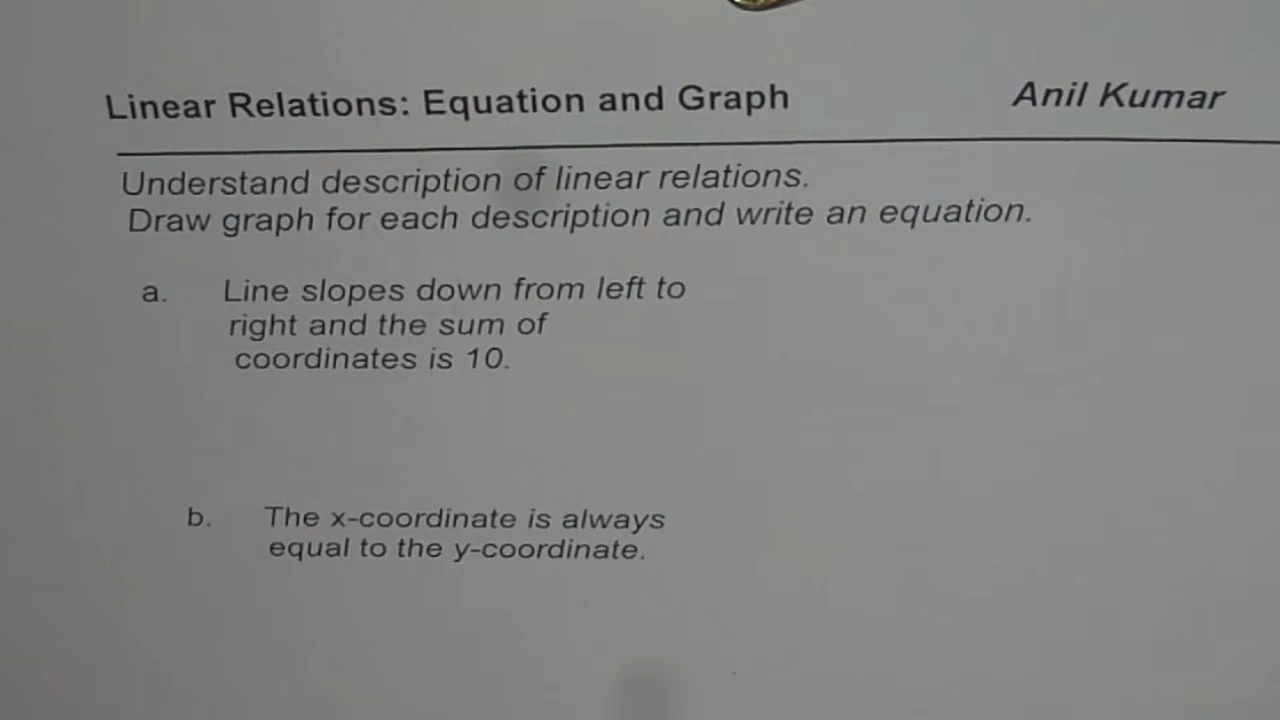 Linear Relations: Equation and Graph
Anil Kumar
Understand description of linear relations.
Draw graph for each description and write an equation.
a. Line slopes down from left to
right and the sum of
coordinates is 10.
b. The x-coordinate is always
equal to the y-coordinate.